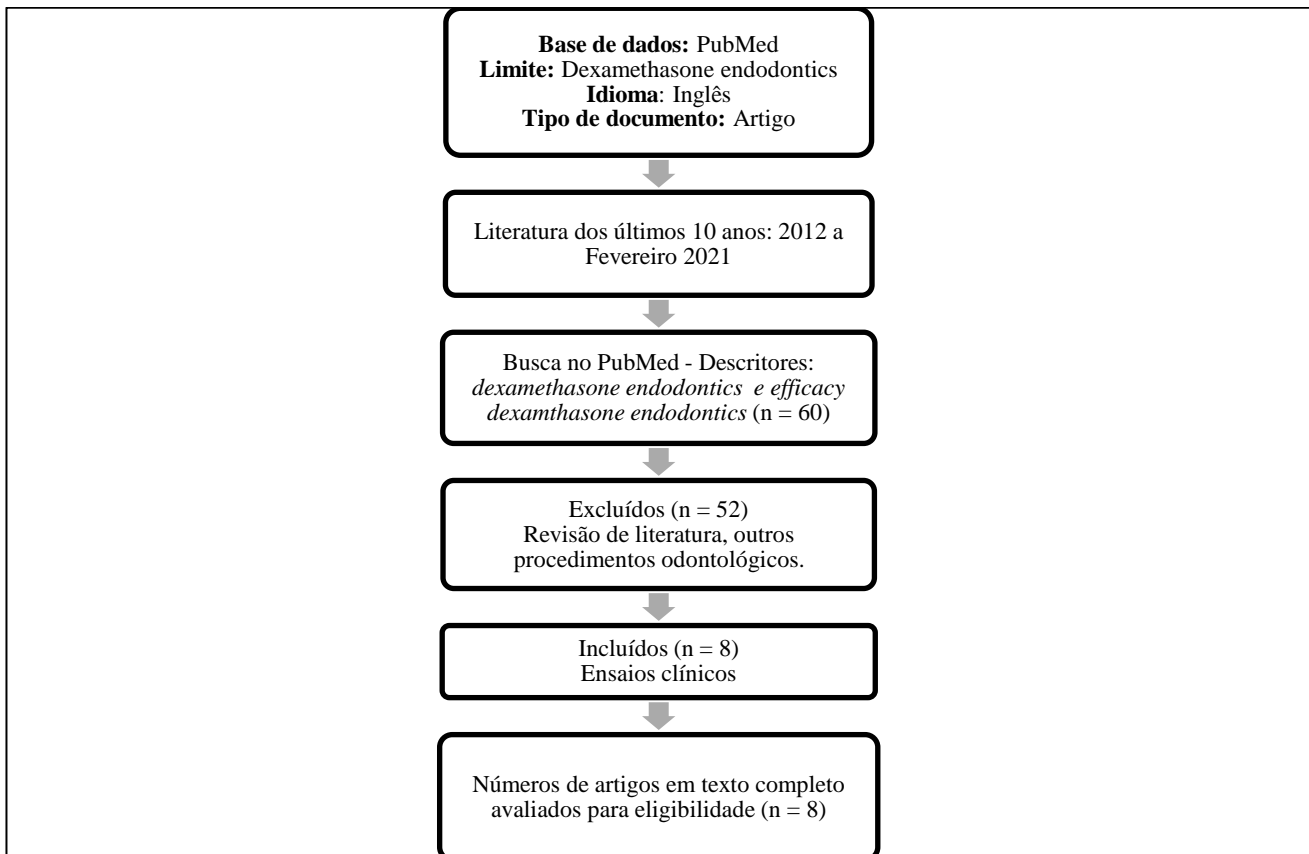 Base de dados: PubMed
Limite: Dexamethasone endodontics
Idioma: Inglês
Tipo de documento: Artigo
Literatura dos últimos 10 anos: 2012 a
Fevereiro 2021
Busca no PubMed - Descritores:
dexamethasone endodontics e efficacy
dexamthasone endodontics (n = 60)
Excluídos (n = 52)
Revisão de literatura, outros
procedimentos odontológicos.
Incluídos (n = 8)
Ensaios clínicos
Números de artigos em texto completo
avaliados para eligibilidade (n = 8)